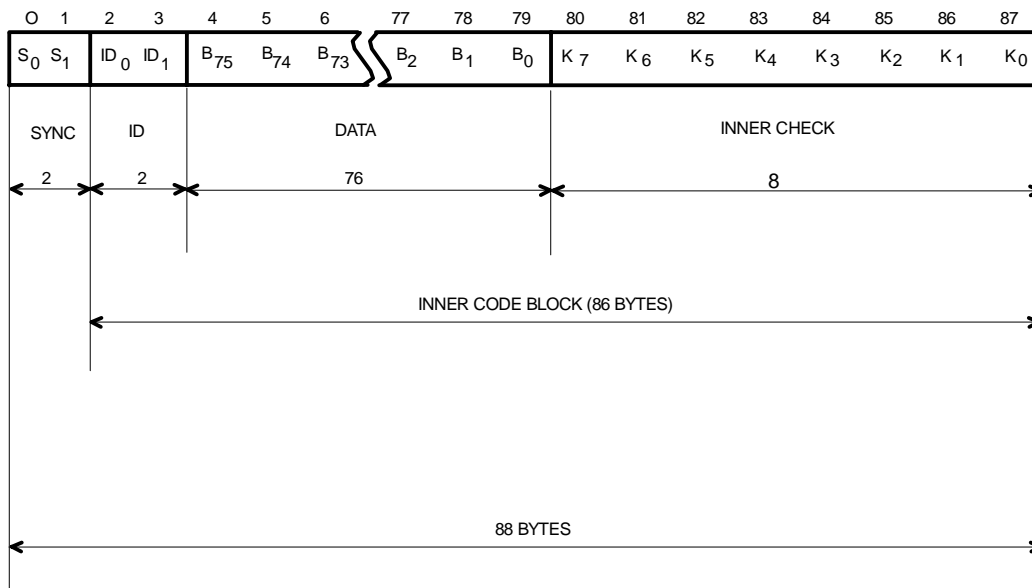 O 1 2 3 4 5 6 77 78 79 80 81 82 83 84 85 86 87
S0 S1 ID0 ID1 B75 B74 B73 B2 B1 B0 K7 K6 K5 K4 K3 K2 K1 K0
SYNC ID DATA INNER CHECK
2 2 76 8
INNER CODE BLOCK (86 BYTES)
88 BYTES